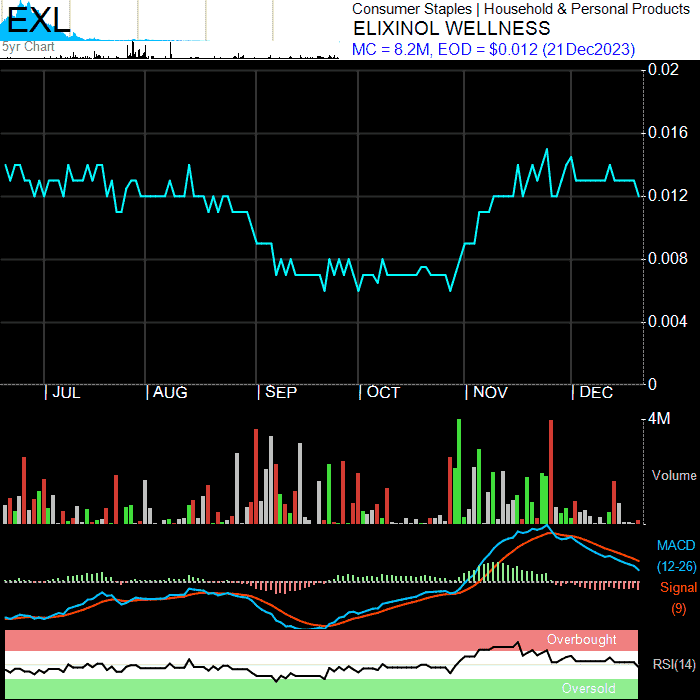 EXL
5yr Chart
Consumer Staples | Household & Personal Products
ELIXINOL WELLNESS
MC = 8.2M, EOD = $0.012 (21Dec2023)
0.02
0.016
0.012
0.008
0.004
0
| JUL | AUG | SEP | OCT | NOV | DEC
4M
Volume
MACD
(12-26)
Signal
(9)
Overbought
RSI(14)
Oversold